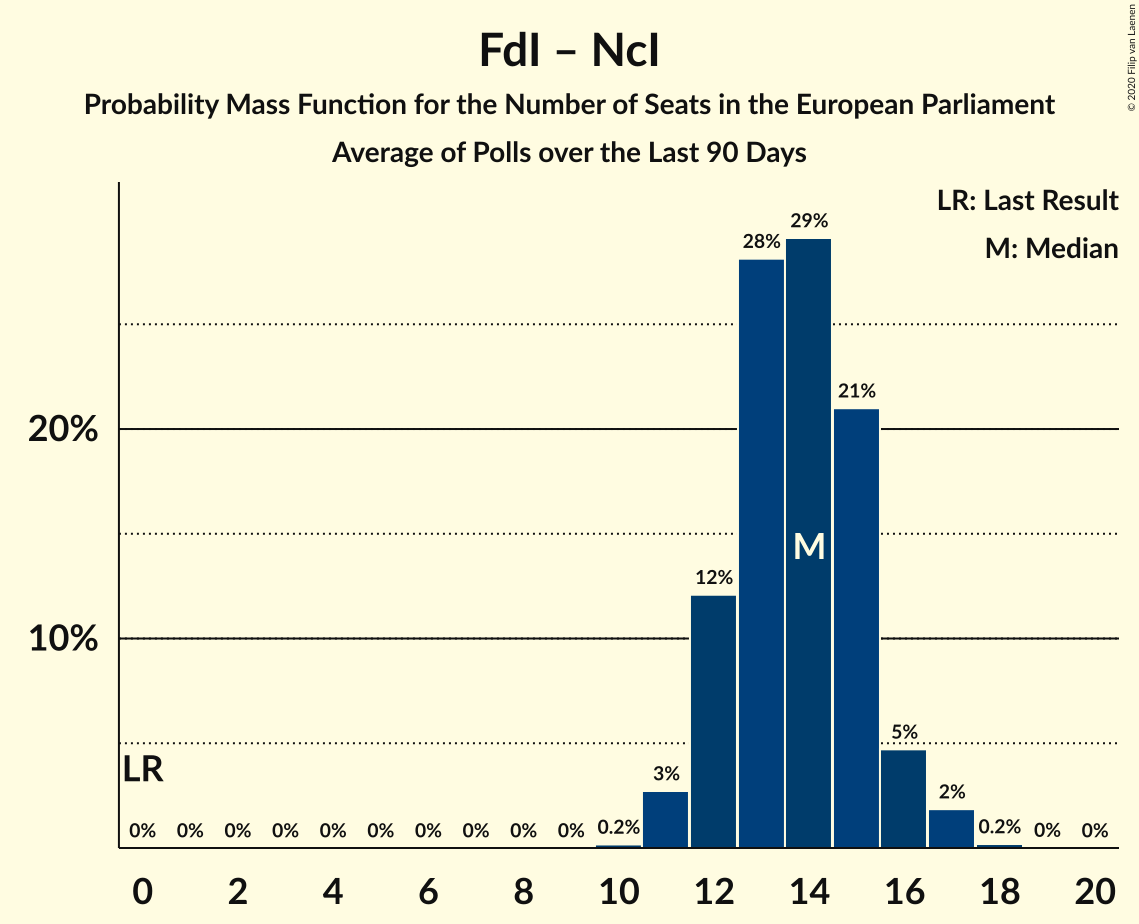 FdI – NcI
Probability Mass Function for the Number of Seats in the European Parliament
Average of Polls over the Last 90 Days
© 2020 Filip van Laenen
LR: Last Result
M: Median
29%
28%
21%
20%
M
12%
10%
5%
LR
3%
2%
0% 0% 0% 0% 0% 0% 0% 0% 0% 0% 0.2% 0.2% 0% 0%
0 2 4 6 8 10 12 14 16 18 20